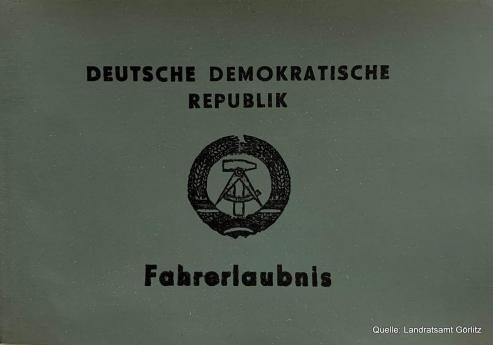 DEUTSCHE DEMOKRATISCHE
REPUBLIK
Fahrerlaubnis
Quelle: Landratsamt Görlitz